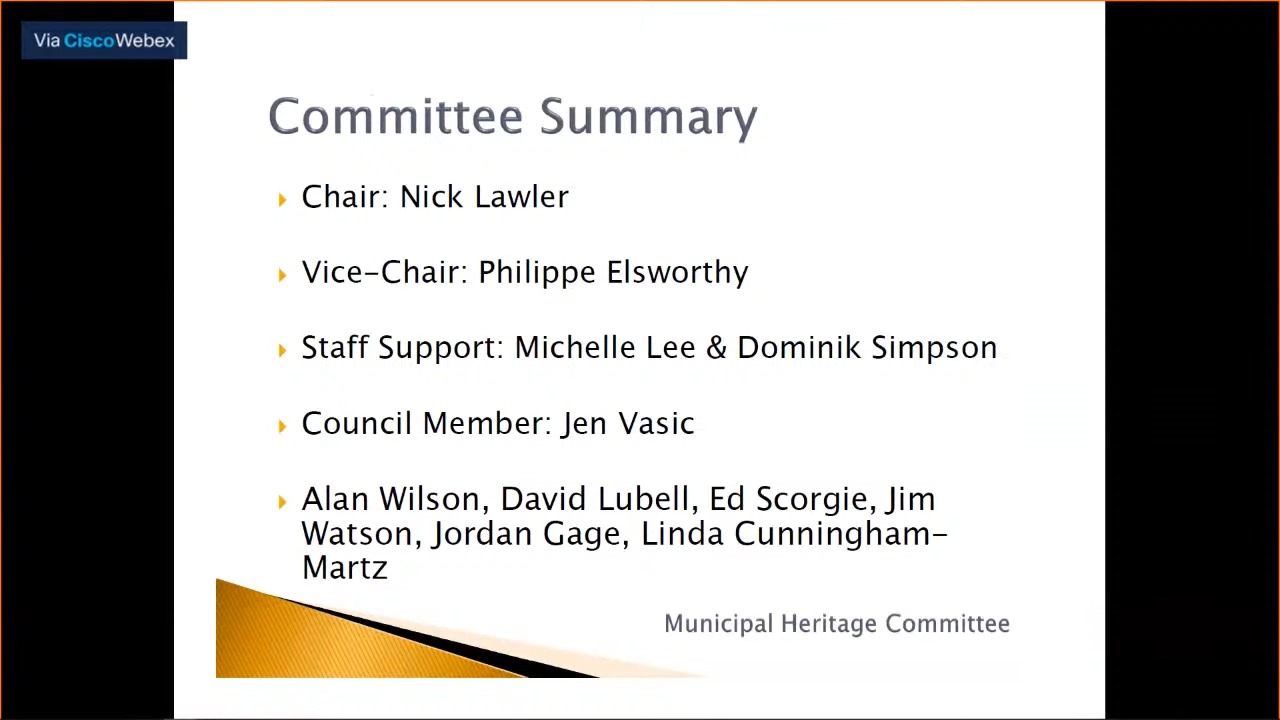 Via CiscoWebex
Committee Summary
Chair: Nick Lawler
Vice-Chair: Philippe Elsworthy
Staff Support: Michelle Lee & Dominik Simpson
Council Member: Jen Vasic
Alan Wilson, David Lubell, Ed Scorgie, Jim
Watson, Jordan Gage, Linda Cunningham-
Martz
Municipal Heritage Committee